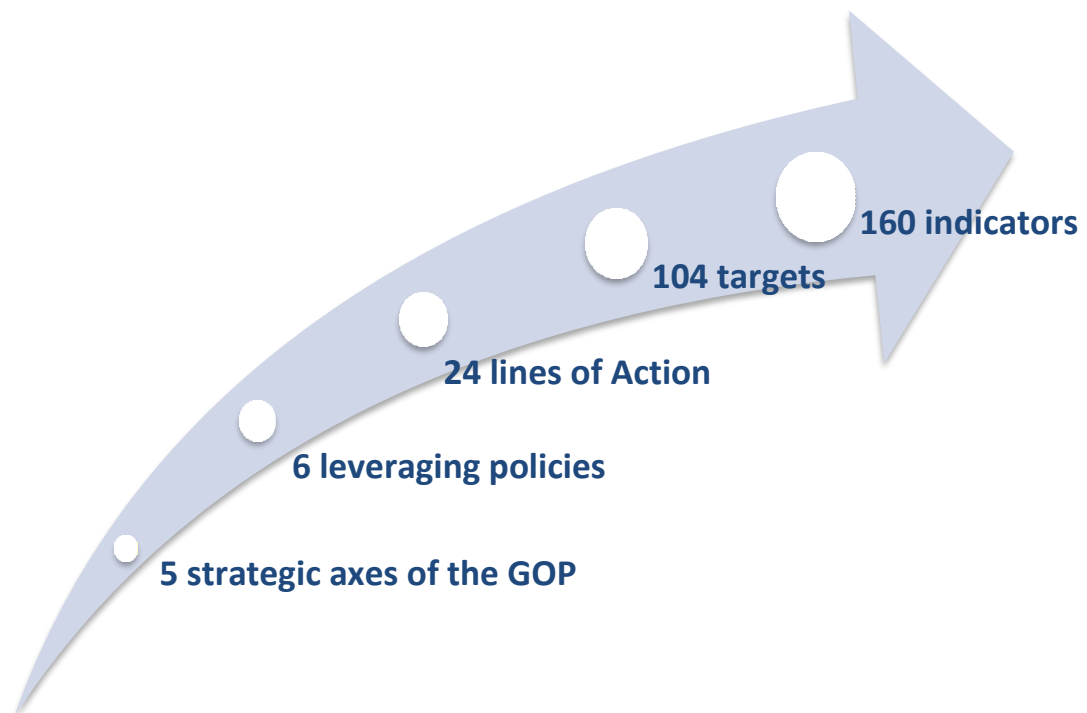 160 indicators
104 targets
24 lines of Action
6 leveraging policies
5 strategic axes of the GOP